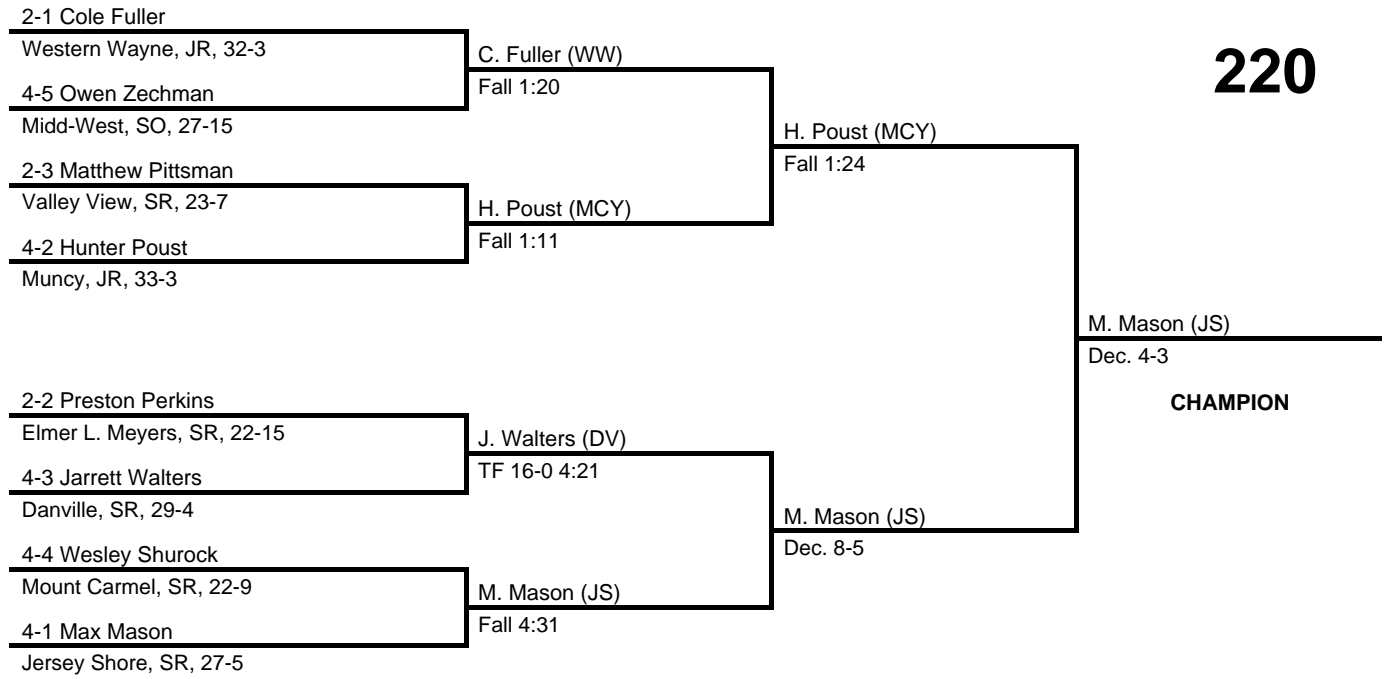 2-1 Cole Fuller
Western Wayne, JR, 32-3
4-5 Owen Zechman
Midd-West, SO, 27-15
2-3 Matthew Pittsman
Valley View, SR, 23-7
4-2 Hunter Poust
Muncy, JR, 33-3
2-2 Preston Perkins
Elmer L. Meyers, SR, 22-15
4-3 Jarrett Walters
Danville, SR, 29-4
4-4 Wesley Shurock
Mount Carmel, SR, 22-9
4-1 Max Mason
Jersey Shore, SR, 27-5
C. Fuller (WW)
Fall 1:20
H. Poust (MCY)
Fall 1:11
J. Walters (DV)
TF 16-0 4:21
M. Mason (JS)
Fall 4:31
H. Poust (MCY)
Fall 1:24
M. Mason (JS)
Dec. 8-5
220
M. Mason (JS)
Dec. 4-3
CHAMPION